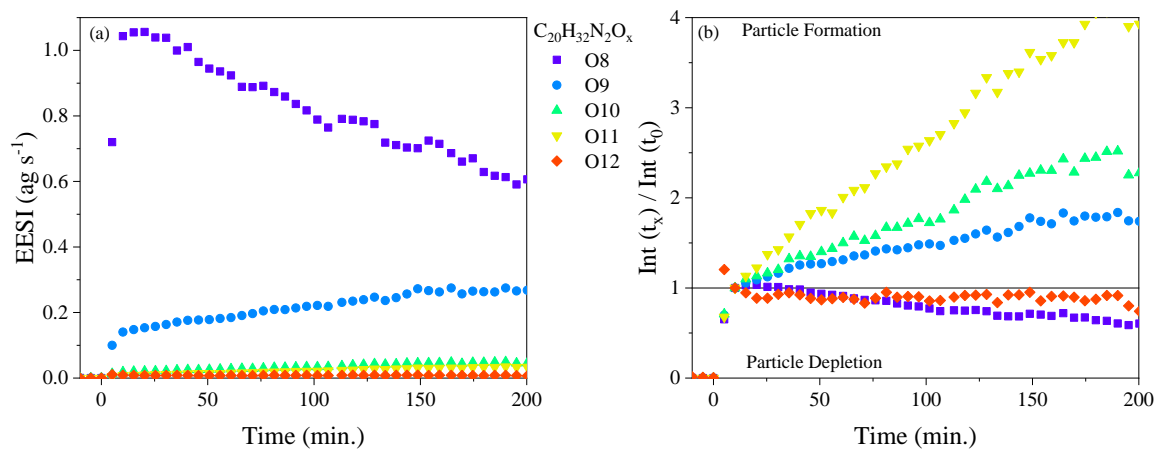 (a)
1.0
0.8
0.6
0.4
0.2
0.0
EESI (ag s⁻¹)
0
50
100
150
200
Time (min.)
C₂₀H₃₂N₂Oₓ
O8
O9
O10
O11
O12
(b)
Particle Formation
4
3
2
1
0
Int (tₓ) / Int (t₀)
Particle Depletion
0
50
100
150
200
Time (min.)